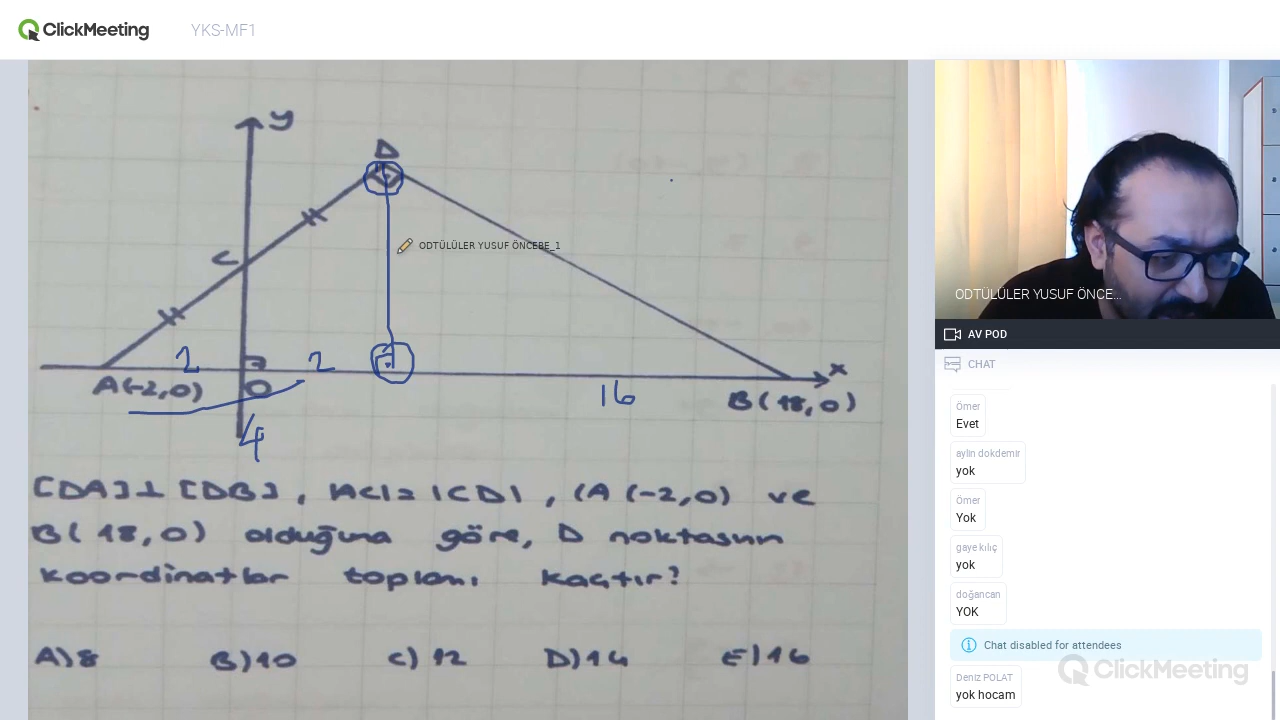 ClickMeeting
YKS-MF1
y
D
ODTÜLÜLER YUSUF ÖNCEBE_1
C
2
2
A(-2,0)
O
16
x
B(18,0)
4
[DA]⊥[DB], |AC|=|CD|, (A(-2,0) ve
B(18,0) olduğuna göre, D noktasının
koordinatlar toplamı kaçtır?
A)8 B)10 C)12 D)14 E)16
ODTÜLÜLER YUSUF ÖNCE...
AV POD
CHAT
Ömer
Evet
aylin dokdemir
yok
Ömer
Yok
gaye kılıç
yok
doğancan
YOK
Chat disabled for attendees
Deniz POLAT
yok hocam
ClickMeeting